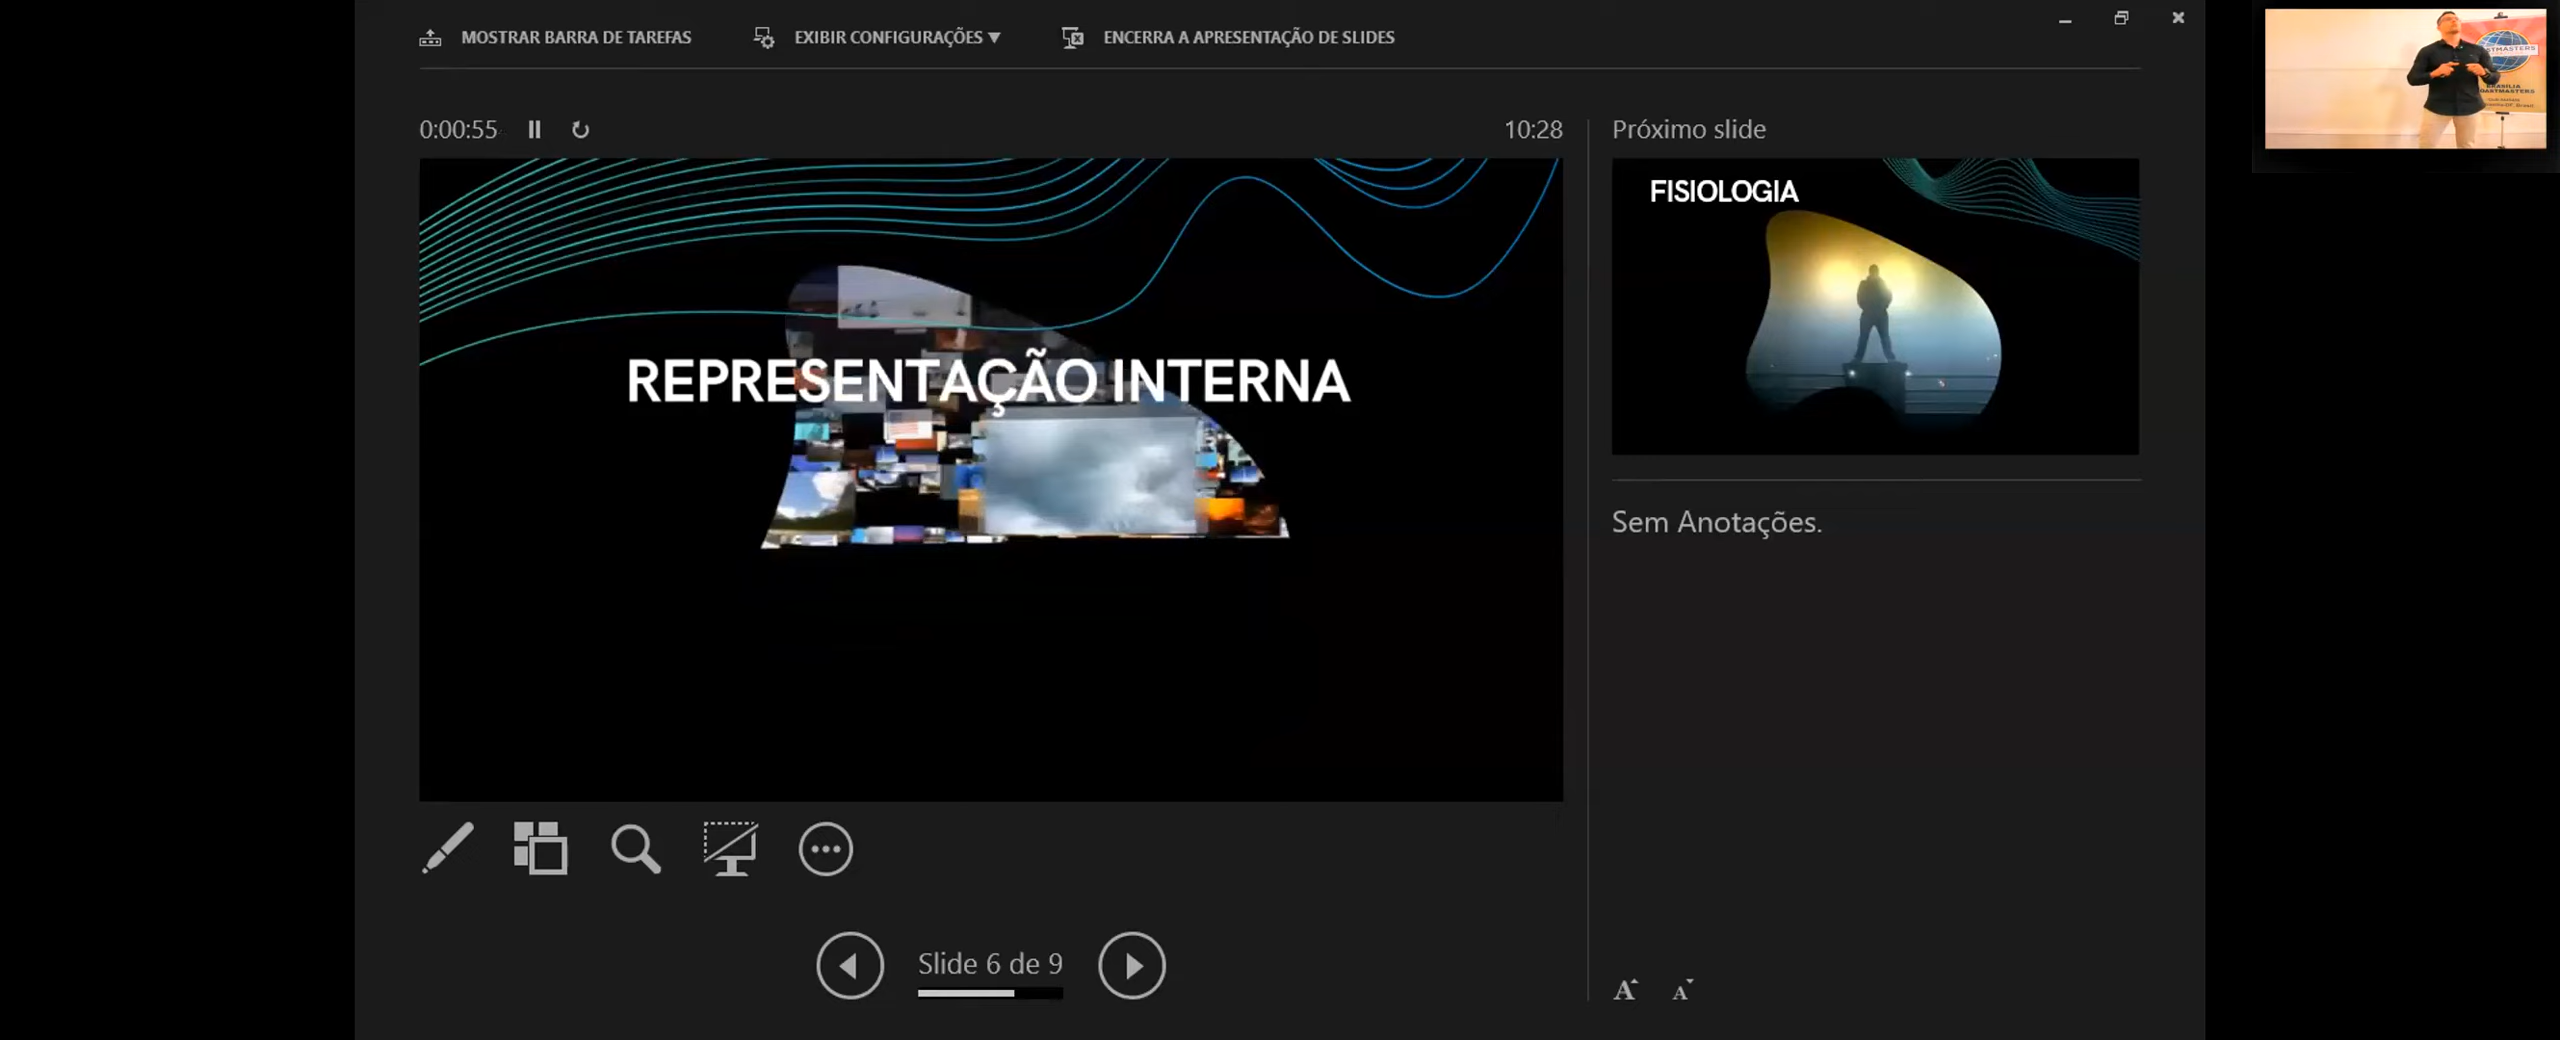 MOSTRAR BARRA DE TAREFAS
EXIBIR CONFIGURAÇÕES ▼
ENCERRA A APRESENTAÇÃO DE SLIDES
0:00:55
10:28
REPRESENTAÇÃO INTERNA
Slide 6 de 9
Próximo slide
FISIOLOGIA
Sem Anotações.
A A
BRASILIA